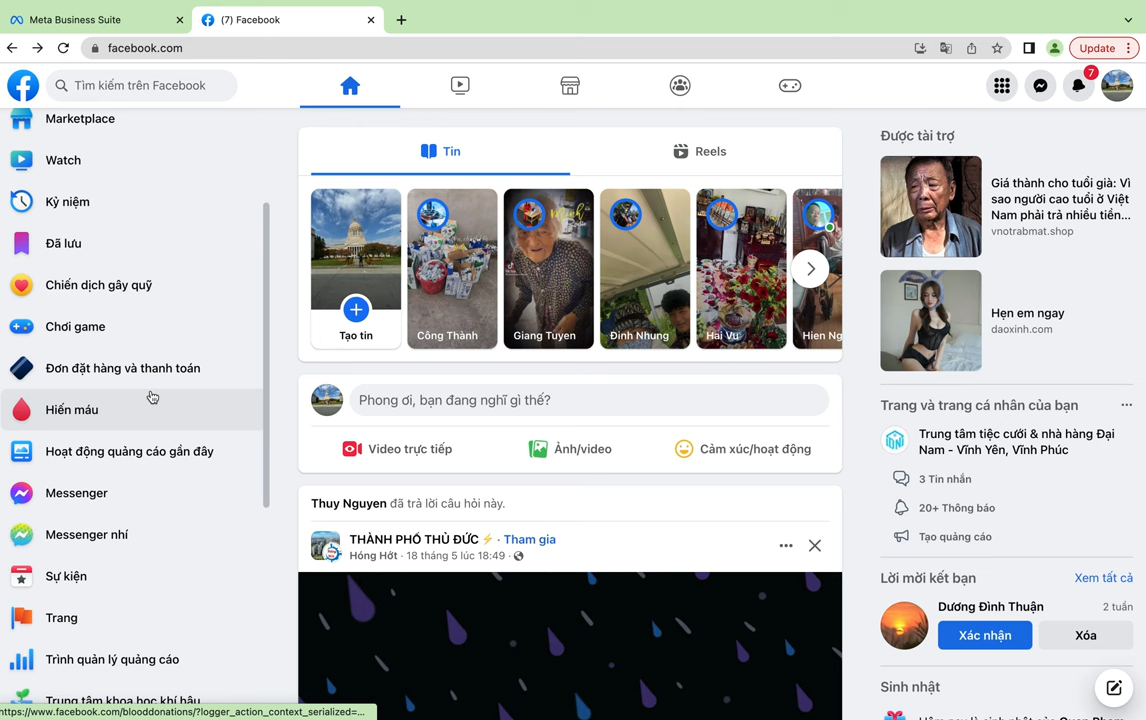 Meta Business Suite
(7) Facebook
facebook.com
Update
Tìm kiếm trên Facebook
7
Marketplace
Watch
Kỷ niệm
Đã lưu
Chiến dịch gây quỹ
Chơi game
Đơn đặt hàng và thanh toán
Hiến máu
Hoạt động quảng cáo gần đây
Messenger
Messenger nhí
Sự kiện
Trang
Trình quản lý quảng cáo
Trung tâm khoa học khí hậu
https://www.facebook.com/blooddonations/?logger_action_context_serialized=...
Tin
Reels
Tạo tin
Công Thành
Giang Tuyen
Đinh Nhung
Hai Vu
Hien Ng
Phong ơi, bạn đang nghĩ gì thế?
Video trực tiếp
Ảnh/video
Cảm xúc/hoạt động
Thuy Nguyen đã trả lời câu hỏi này.
THÀNH PHỐ THỦ ĐỨC⚡ · Tham gia
Hóng Hớt · 18 tháng 5 lúc 18:49 ·
Được tài trợ
Giá thành cho tuổi già: Vì
sao người cao tuổi ở Việt
Nam phải trả nhiều tiền...
vnotrabmat.shop
Hẹn em ngay
daoxinh.com
Trang và trang cá nhân của bạn
Trung tâm tiệc cưới & nhà hàng Đại
Nam - Vĩnh Yên, Vĩnh Phúc
3 Tin nhắn
20+ Thông báo
Tạo quảng cáo
Lời mời kết bạn
Xem tất cả
Dương Đình Thuận
2 tuần
Xác nhận
Xóa
Sinh nhật